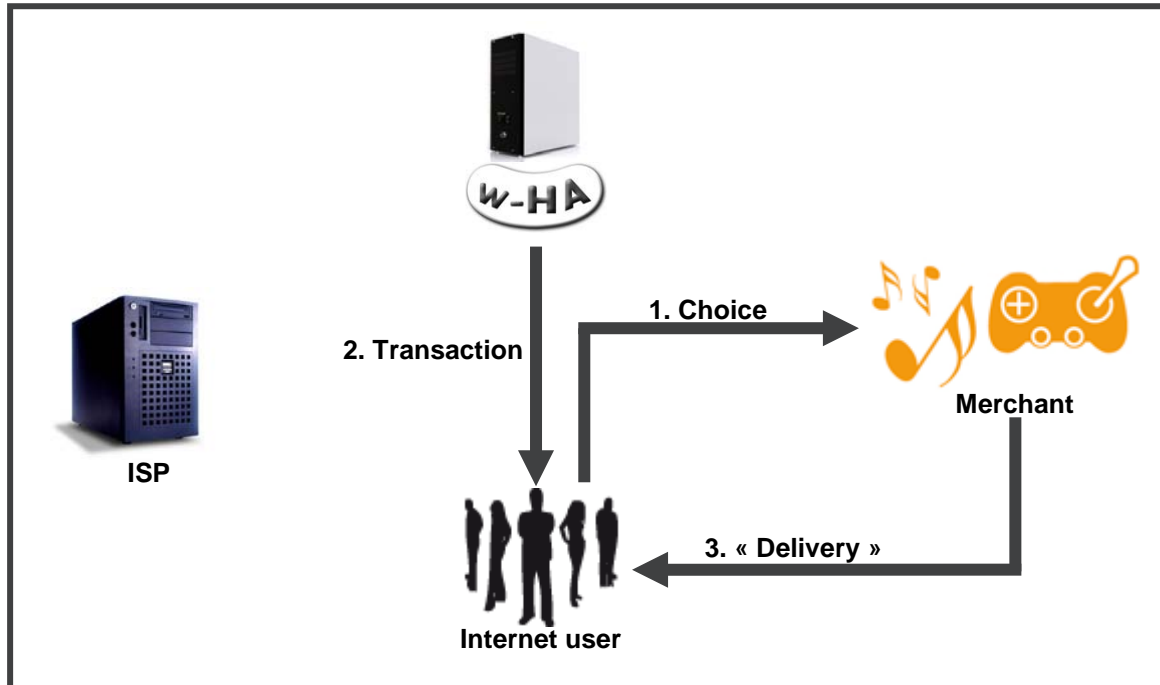 W-HA
1. Choice
2. Transaction
Merchant
ISP
3. « Delivery »
Internet user